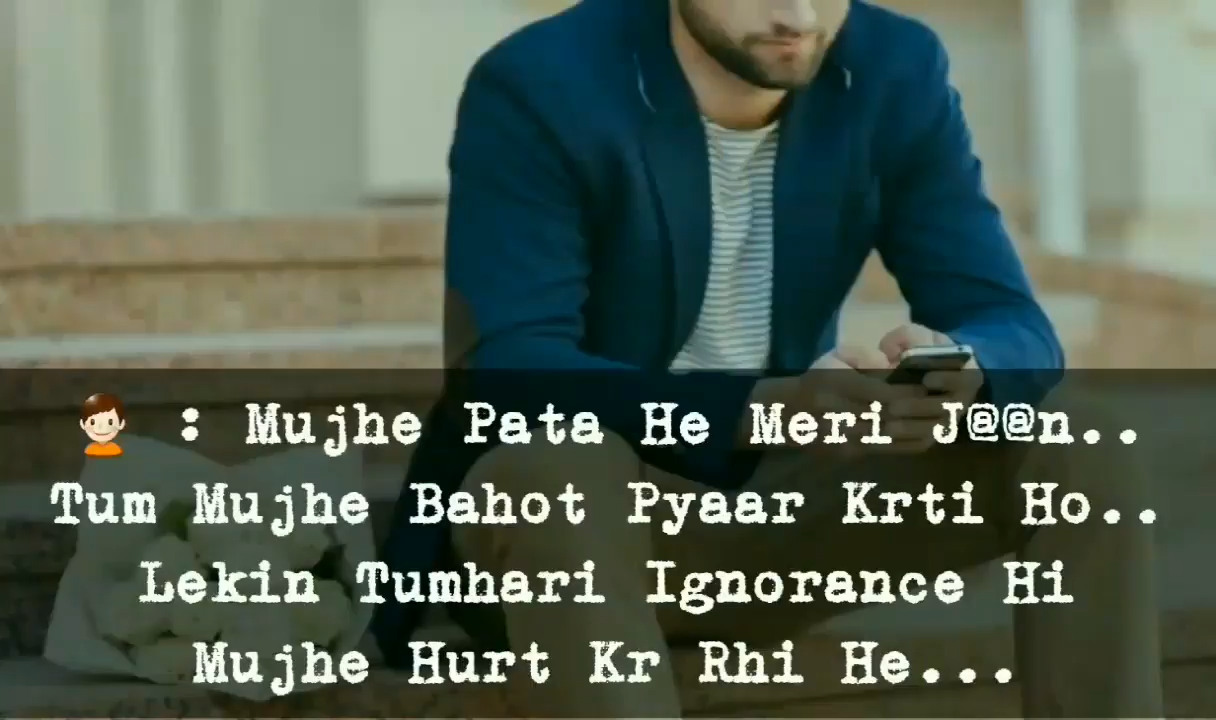 👦 : Mujhe Pata He Meri J@@n..
Tum Mujhe Bahot Pyaar Krti Ho..
Lekin Tumhari Ignorance Hi
Mujhe Hurt Kr Rhi He...